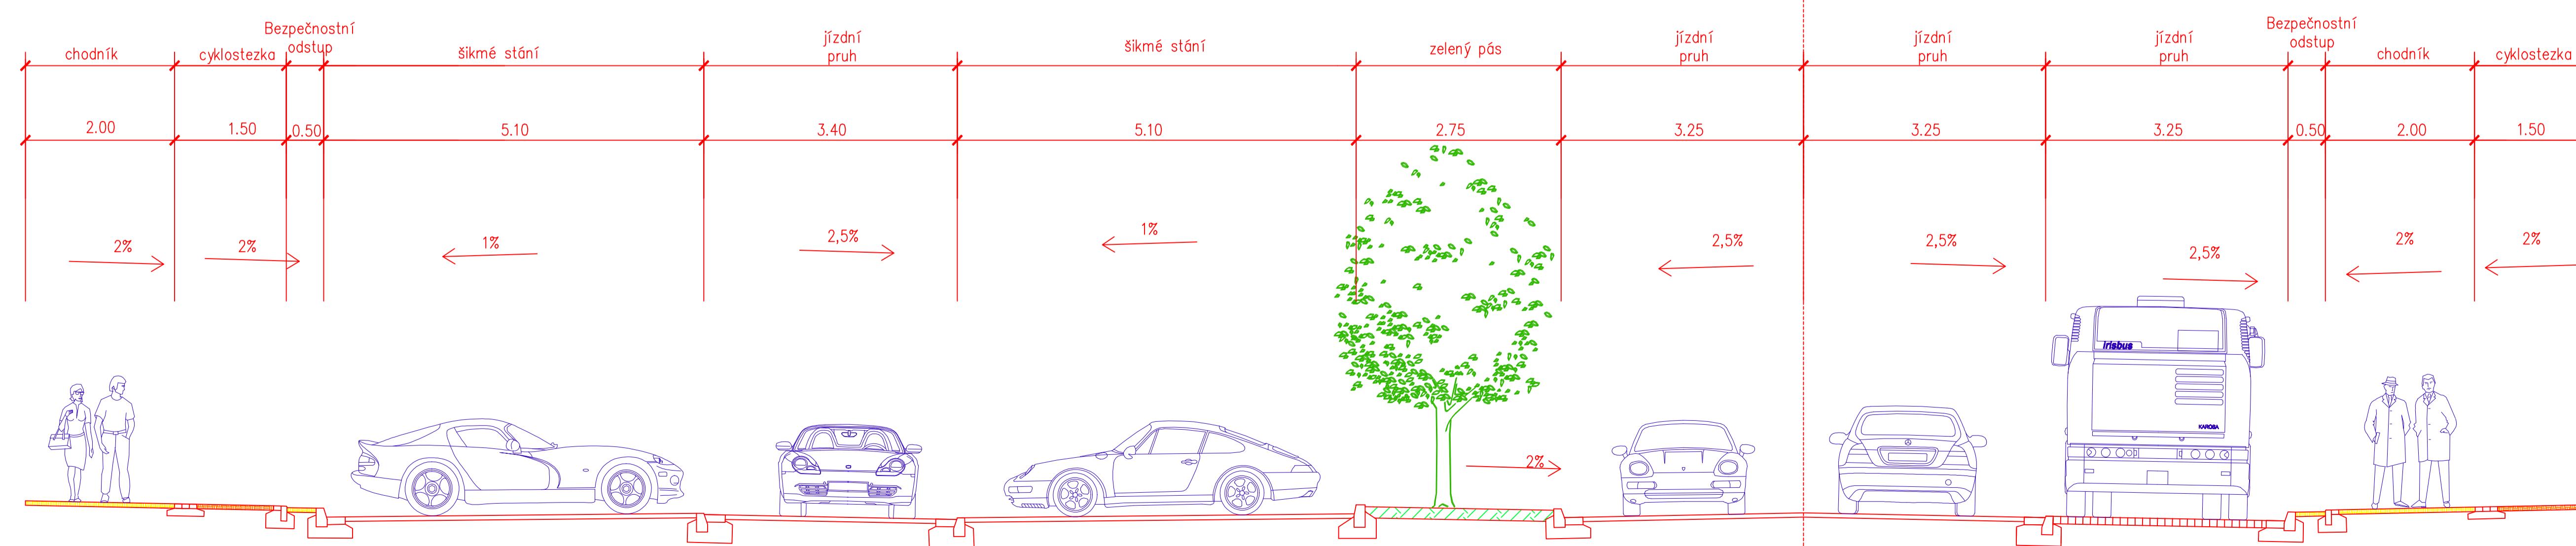 Bezpečnostní
odstup
chodník
cyklostezka
šikmé stání
jízdní
pruh
šikmé stání
zelený pás
jízdní
pruh
jízdní
pruh
jízdní
pruh
Bezpečnostní
odstup
chodník
cyklostezka
2.00
1.50
0.50
5.10
3.40
5.10
2.75
3.25
3.25
3.25
0.50
2.00
1.50
2%
2%
1%
2,5%
1%
2,5%
2,5%
2,5%
2%
2%
irisbus
KAROSA
2%